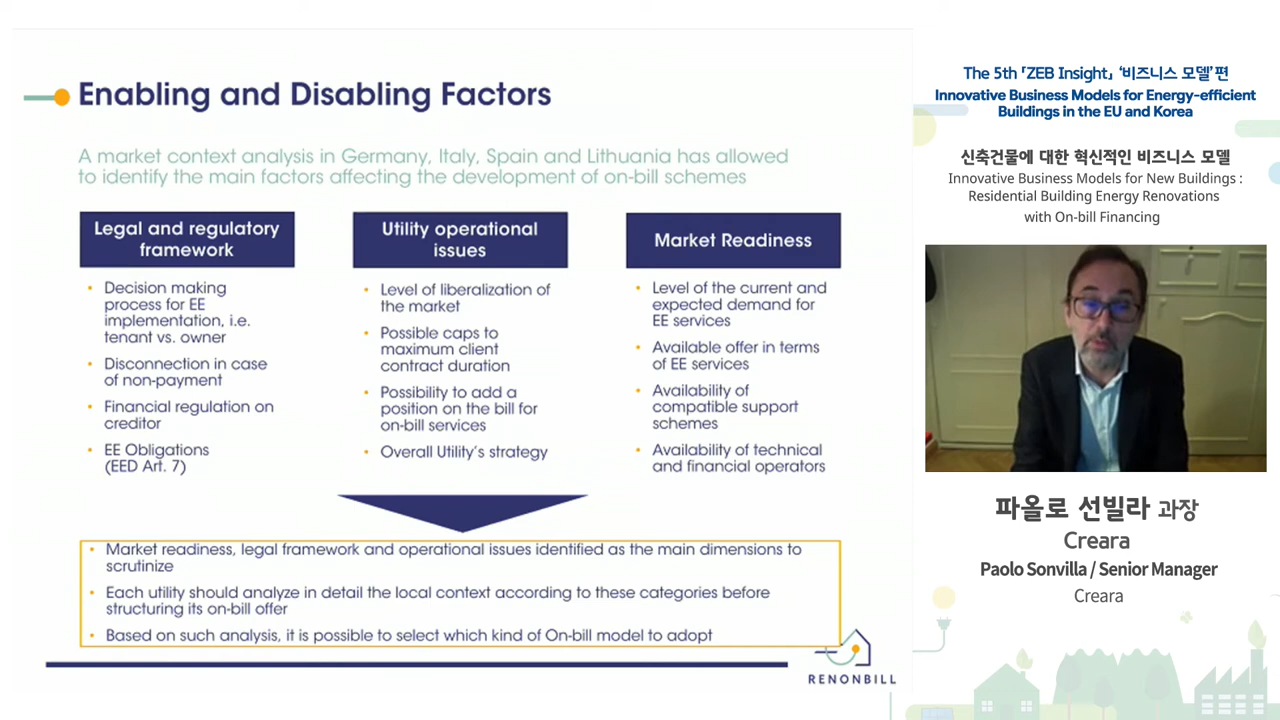 Enabling and Disabling Factors
A market context analysis in Germany, Italy, Spain and Lithuania has allowed
to identify the main factors affecting the development of on-bill schemes
Legal and regulatory
framework
• Decision making
process for EE
implementation, i.e.
tenant vs. owner
• Disconnection in case
of non-payment
• Financial regulation on
creditor
• EE Obligations
(EED Art. 7)
Utility operational
issues
• Level of liberalization of
the market
• Possible caps to
maximum client
contract duration
• Possibility to add a
position on the bill for
on-bill services
• Overall Utility's strategy
Market Readiness
• Level of the current and
expected demand for
EE services
• Available offer in terms
of EE services
• Availability of
compatible support
schemes
• Availability of technical
and financial operators
• Market readiness, legal framework and operational issues identified as the main dimensions to
scrutinize
• Each utility should analyze in detail the local context according to these categories before
structuring its on-bill offer
• Based on such analysis, it is possible to select which kind of On-bill model to adopt
RENONBILL
The 5th「ZEB Insight」 ‘비즈니스 모델’편
Innovative Business Models for Energy-efficient
Buildings in the EU and Korea
신축건물에 대한 혁신적인 비즈니스 모델
Innovative Business Models for New Buildings :
Residential Building Energy Renovations
with On-bill Financing
파올로 선빌라 과장
Creara
Paolo Sonvilla / Senior Manager
Creara